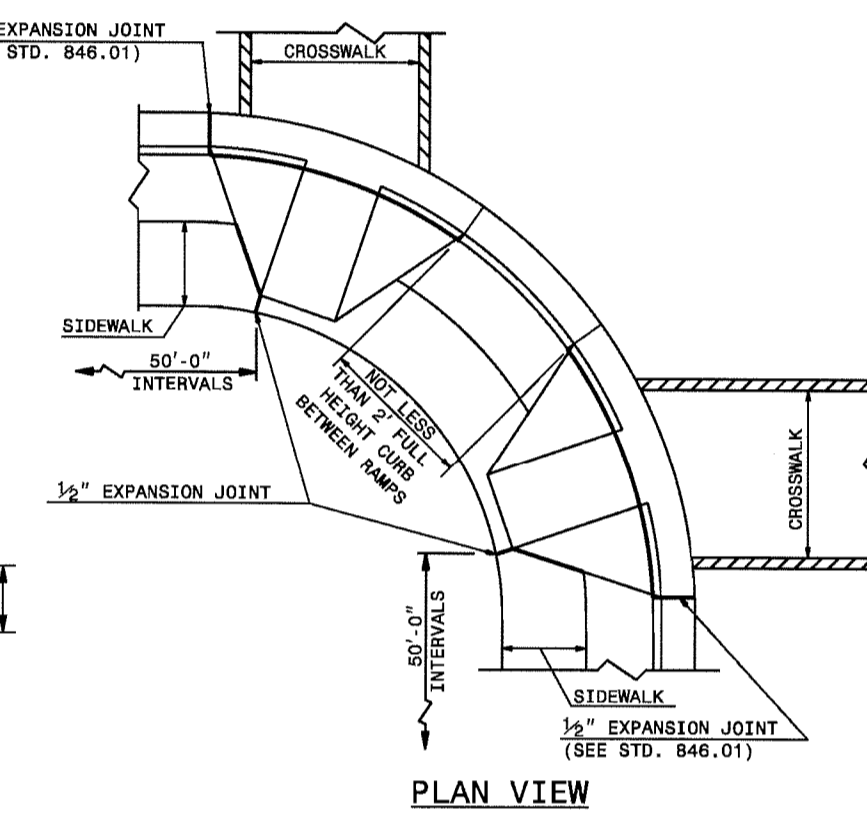 EXPANSION JOINT
STD. 846.01)
CROSSWALK
SIDEWALK
50'-0"
INTERVALS
NOT LESS
THAN 2' FULL
HEIGHT CURB
BETWEEN RAMPS
CROSSWALK
1/2" EXPANSION JOINT
50'-0"
INTERVALS
SIDEWALK
1/2" EXPANSION JOINT
(SEE STD. 846.01)
PLAN VIEW